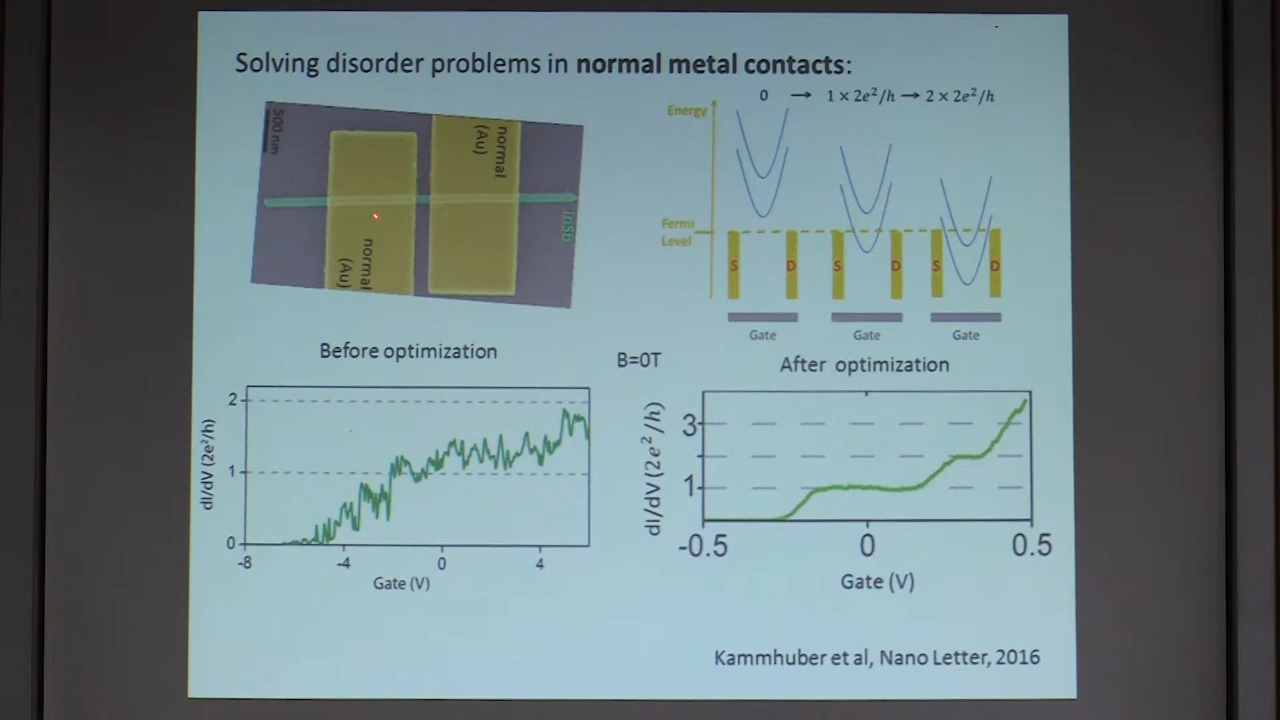 Solving disorder problems in normal metal contacts:
500 nm
normal
(Au)
normal
(Au)
InSb
0 → 1 × 2e²/h → 2 × 2e²/h
Energy
Fermi
Level
S D S D S D
Gate Gate Gate
Before optimization
B=0T
After optimization
dI/dV (2e²/h)
2
1
0
-8 -4 0 4
Gate (V)
dI/dV (2e²/h)
3
1
-0.5 0 0.5
Gate (V)
Kammhuber et al, Nano Letter, 2016